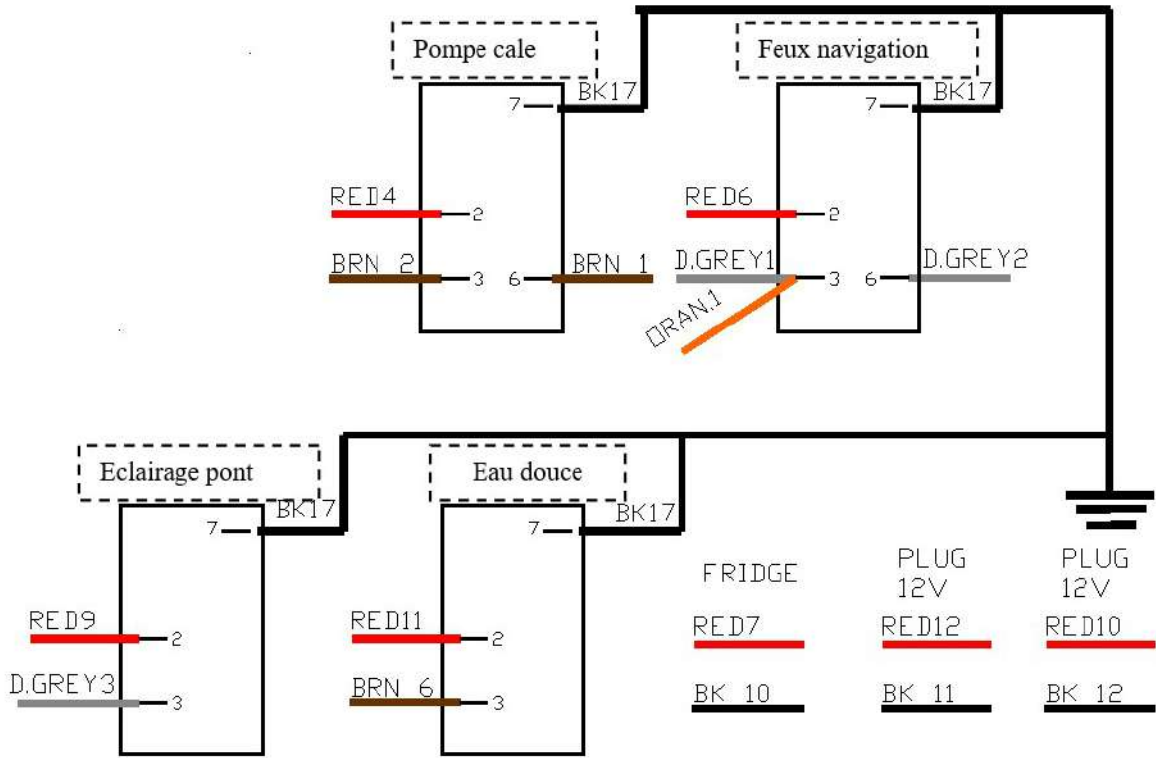 Pompe cale
Feux navigation
7
BK17
7
BK17
RED4
2
RED6
2
BRN 2
3
6
BRN 1
D.GREY1
3
6
D.GREY2
ORAN.1
Eclairage pont
Eau douce
7
BK17
7
BK17
FRIDGE
PLUG
12V
PLUG
12V
RED9
2
RED11
2
RED7
RED12
RED10
D.GREY3
3
BRN 6
3
BK 10
BK 11
BK 12